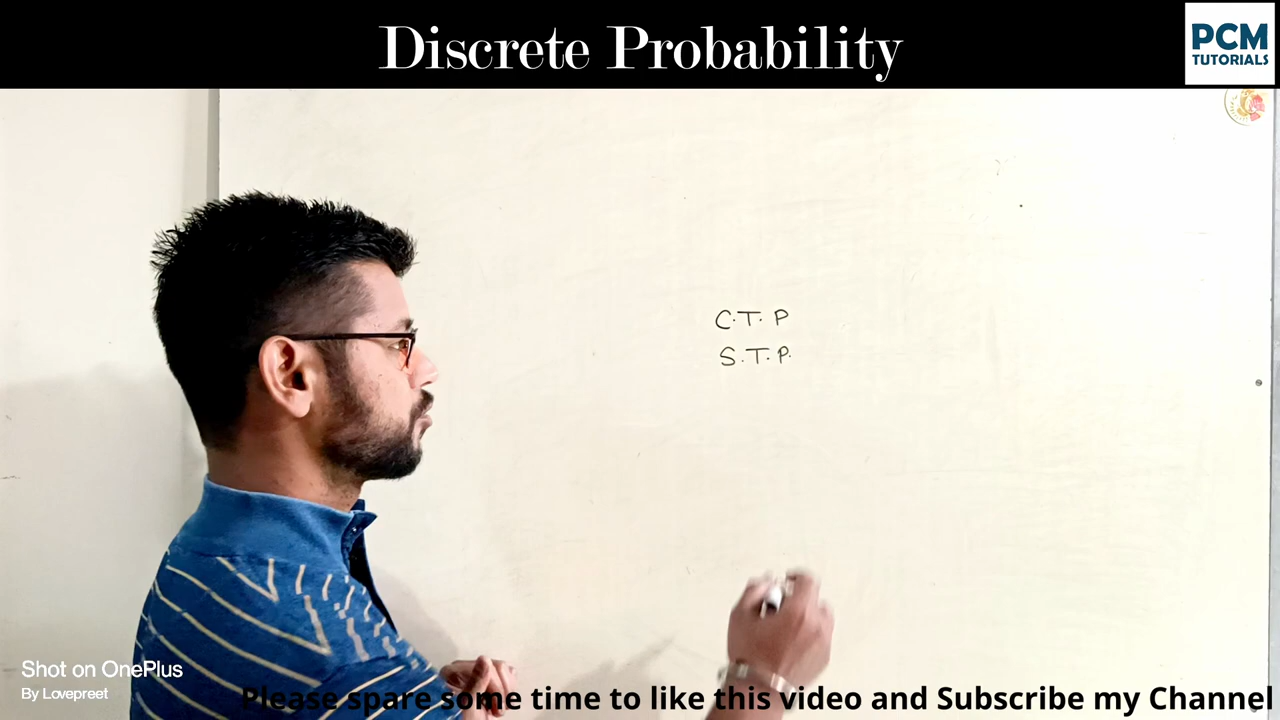 Discrete Probability
PCM
TUTORIALS
C.T.P
S.T.P.
Shot on OnePlus
By Lovepreet
Please spare some time to like this video and Subscribe my Channel